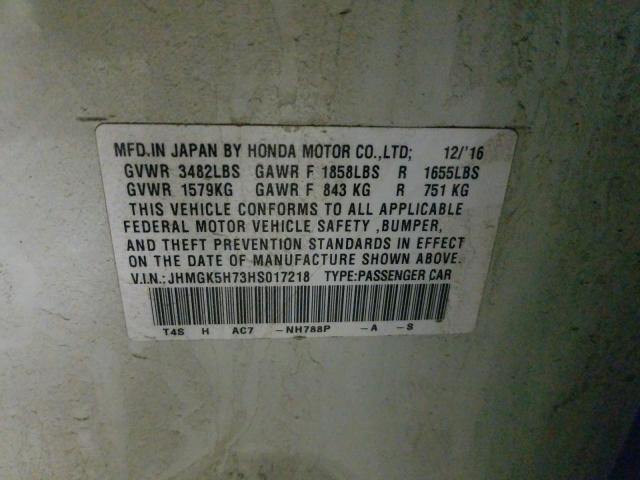 MFD.IN JAPAN BY HONDA MOTOR CO.,LTD; 12/'16
GVWR 3482LBS GAWR F 1858LBS R 1655LBS
GVWR 1579KG GAWR F 843 KG R 751 KG
THIS VEHICLE CONFORMS TO ALL APPLICABLE
FEDERAL MOTOR VEHICLE SAFETY ,BUMPER,
AND THEFT PREVENTION STANDARDS IN EFFECT
ON THE DATE OF MANUFACTURE SHOWN ABOVE.
V.I.N.:JHMGK5H73HS017218 TYPE:PASSENGER CAR
T4S H AC7 -NH788P -A -S